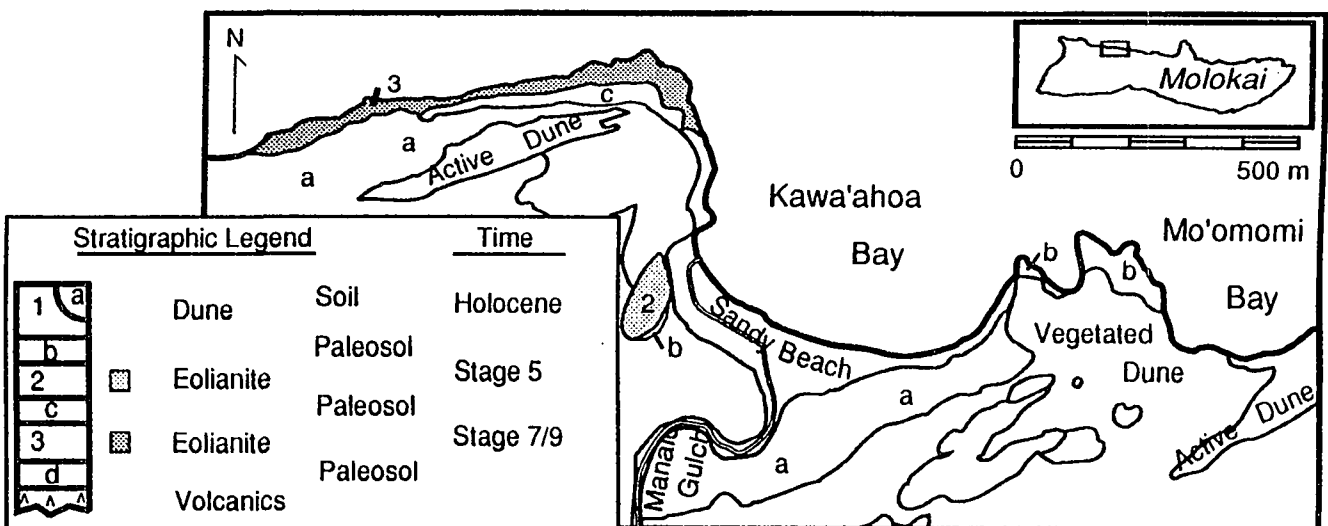 N
Molokai
0 500 m
3
c
a
Active Dune
a
Kawa'ahoa
Bay
Mo'omomi
Bay
b
b
2
b
Sandy Beach
Vegetated
Dune
a
a
Active Dune
Manala
Gulch
Stratigraphic Legend Time
1 a Dune Soil Holocene
b Paleosol
2 Eolianite Stage 5
c Paleosol
3 Eolianite Stage 7/9
d Paleosol
Volcanics